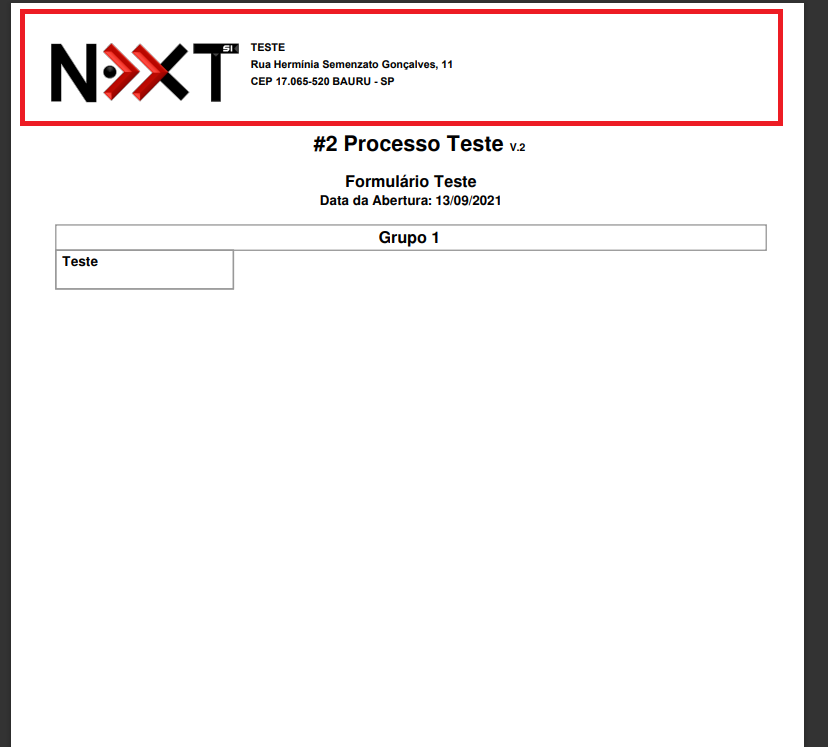 NXT SI
TESTE
Rua Hermínia Semenzato Gonçalves, 11
CEP 17.065-520 BAURU - SP
#2 Processo Teste V.2
Formulário Teste
Data da Abertura: 13/09/2021
Grupo 1
Teste